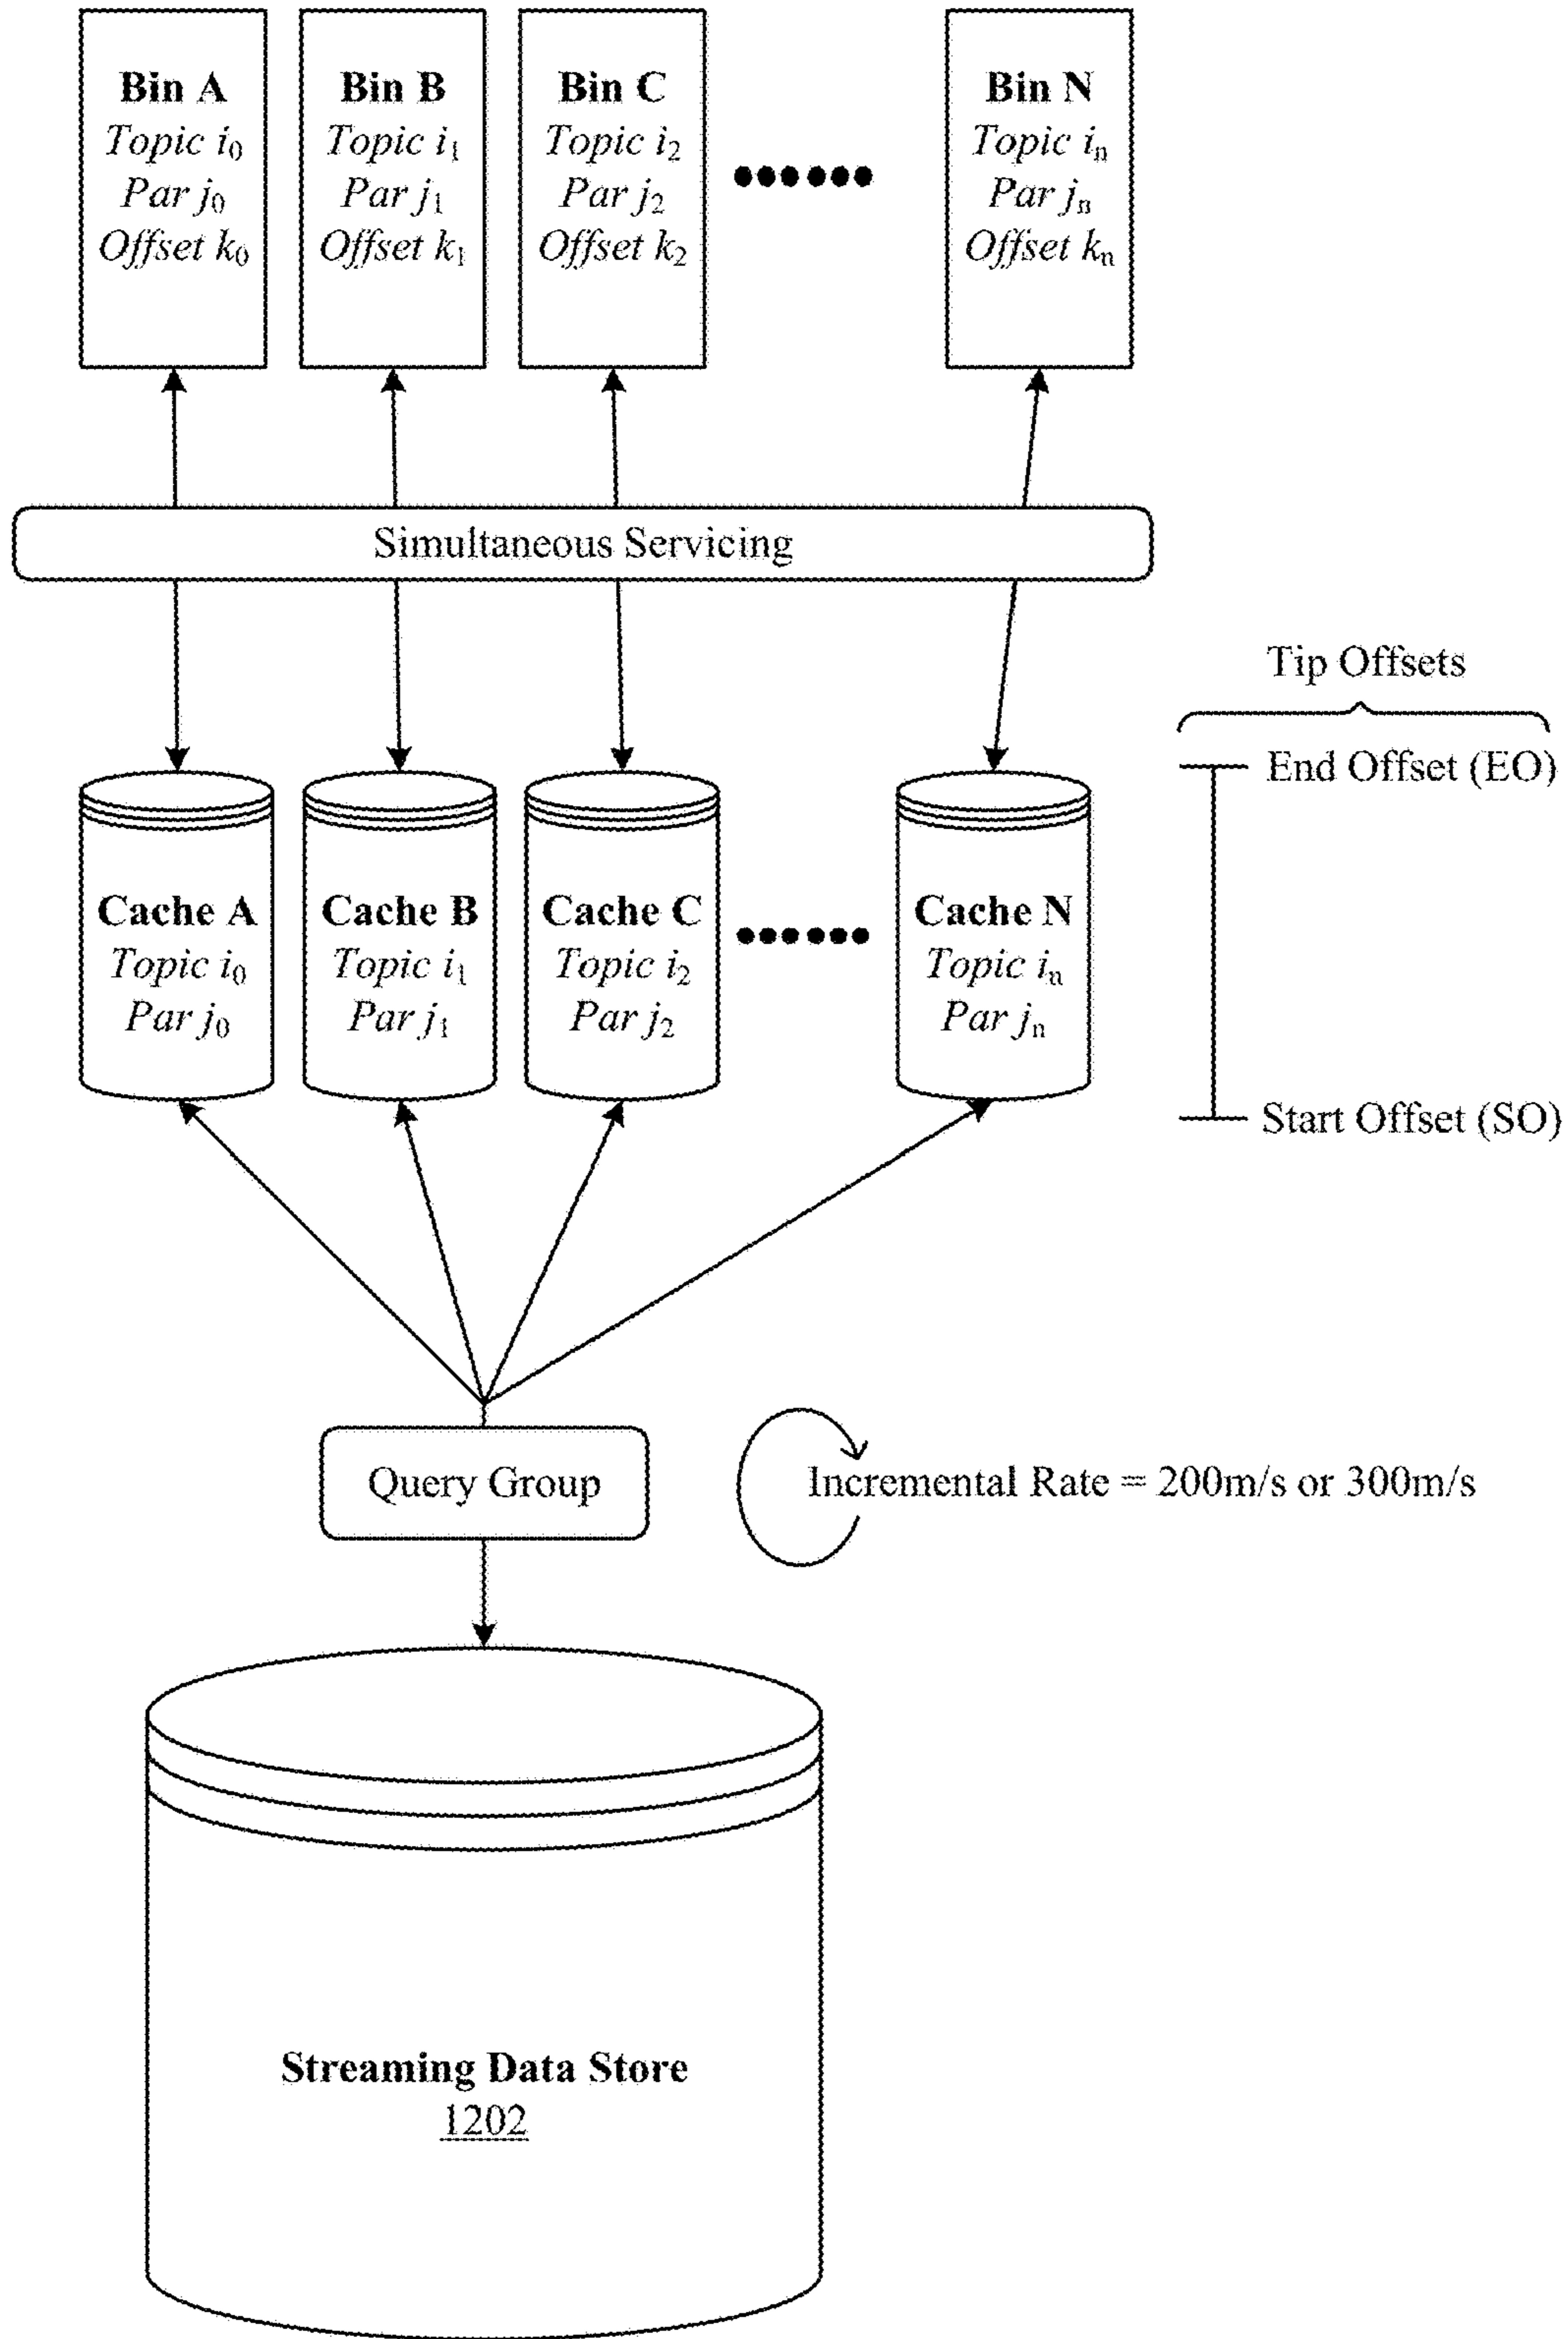 Bin A
Topic i₀
Par j₀
Offset k₀
Bin B
Topic i₁
Par j₁
Offset k₁
Bin C
Topic i₂
Par j₂
Offset k₂
Bin N
Topic iₙ
Par jₙ
Offset kₙ
Simultaneous Servicing
Tip Offsets
End Offset (EO)
Start Offset (SO)
Cache A
Topic i₀
Par j₀
Cache B
Topic i₁
Par j₁
Cache C
Topic i₂
Par j₂
Cache N
Topic iₙ
Par jₙ
Query Group
Incremental Rate = 200m/s or 300m/s
Streaming Data Store
1202